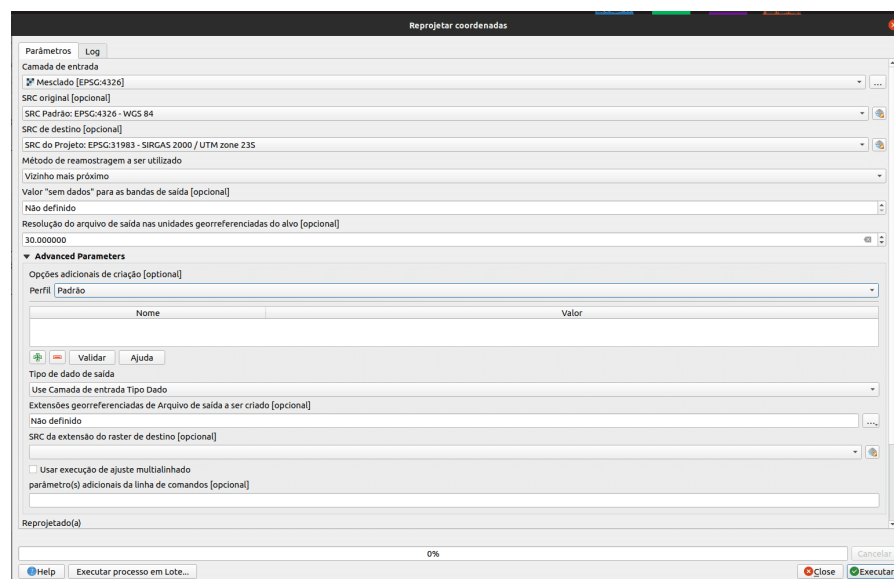 Reprojetar coordenadas
Parâmetros Log
Camada de entrada
Mesclado [EPSG:4326]
...
SRC original [opcional]
SRC Padrão: EPSG:4326 - WGS 84
SRC de destino [opcional]
SRC do Projeto: EPSG:31983 - SIRGAS 2000 / UTM zone 23S
Método de reamostragem a ser utilizado
Vizinho mais próximo
Valor "sem dados" para as bandas de saída [opcional]
Não definido
Resolução do arquivo de saída nas unidades georreferenciadas do alvo [opcional]
30.000000
Advanced Parameters
Opções adicionais de criação [optional]
Perfil Padrão
Nome Valor
Validar Ajuda
Tipo de dado de saída
Use Camada de entrada Tipo Dado
Extensões georreferenciadas de Arquivo de saída a ser criado [opcional]
Não definido
...
SRC da extensão do raster de destino [opcional]
Usar execução de ajuste multialinhado
parâmetro(s) adicionais da linha de comandos [opcional]
Reprojetado(a)
0% Cancelar
Help Executar processo em Lote... Close Executar